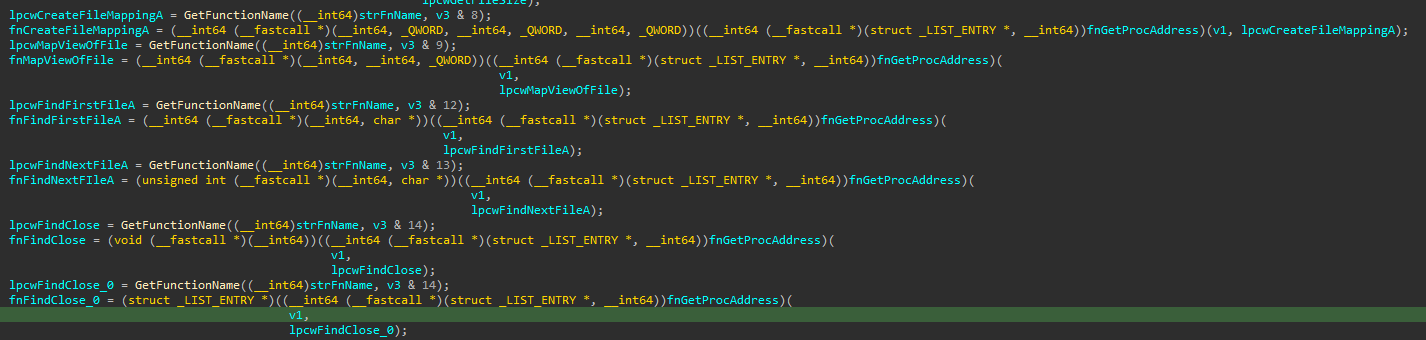 lpcwGetFileSize);
lpcwCreateFileMappingA = GetFunctionName((__int64)strFnName, v3 & 8);
fnCreateFileMappingA = (__int64 (__fastcall *)(__int64, _QWORD, __int64, _QWORD, __int64, _QWORD))((__int64 (__fastcall *)(struct _LIST_ENTRY *, __int64))fnGetProcAddress)(v1, lpcwCreateFileMappingA);
lpcwMapViewOfFile = GetFunctionName((__int64)strFnName, v3 & 9);
fnMapViewOfFile = (__int64 (__fastcall *)(__int64, __int64, _QWORD))((__int64 (__fastcall *)(struct _LIST_ENTRY *, __int64))fnGetProcAddress)(
v1,
lpcwMapViewOfFile);
lpcwFindFirstFileA = GetFunctionName((__int64)strFnName, v3 & 12);
fnFindFirstFileA = (__int64 (__fastcall *)(__int64, char *))((__int64 (__fastcall *)(struct _LIST_ENTRY *, __int64))fnGetProcAddress)(
v1,
lpcwFindFirstFileA);
lpcwFindNextFileA = GetFunctionName((__int64)strFnName, v3 & 13);
fnFindNextFIleA = (unsigned int (__fastcall *)(__int64, char *))((__int64 (__fastcall *)(struct _LIST_ENTRY *, __int64))fnGetProcAddress)(
v1,
lpcwFindNextFileA);
lpcwFindClose = GetFunctionName((__int64)strFnName, v3 & 14);
fnFindClose = (void (__fastcall *)(__int64))((__int64 (__fastcall *)(struct _LIST_ENTRY *, __int64))fnGetProcAddress)(
v1,
lpcwFindClose);
lpcwFindClose_0 = GetFunctionName((__int64)strFnName, v3 & 14);
fnFindClose_0 = (struct _LIST_ENTRY *)((__int64 (__fastcall *)(struct _LIST_ENTRY *, __int64))fnGetProcAddress)(
v1,
lpcwFindClose_0);